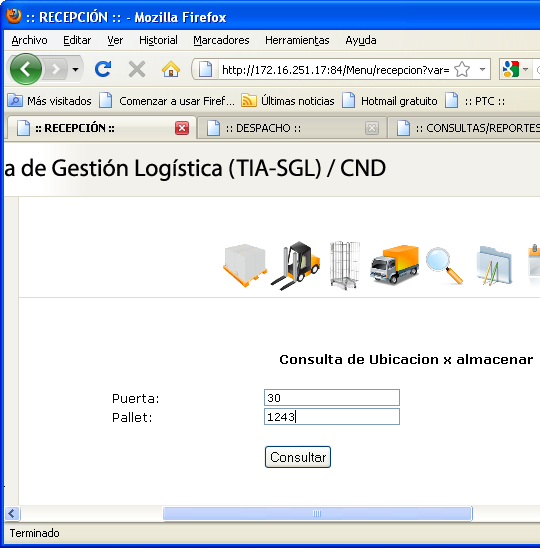 :: RECEPCIÓN :: - Mozilla Firefox
Archivo Editar Ver Historial Marcadores Herramientas Ayuda
http://172.16.251.17:84/Menu/recepcion?var=
Más visitados Comenzar a usar Firef... Últimas noticias Hotmail gratuito :: PTC ::
:: RECEPCIÓN :: :: DESPACHO :: :: CONSULTAS/REPORTES
a de Gestión Logística (TIA-SGL) / CND
Consulta de Ubicacion x almacenar
Puerta: 30
Pallet: 1243
Consultar
Terminado